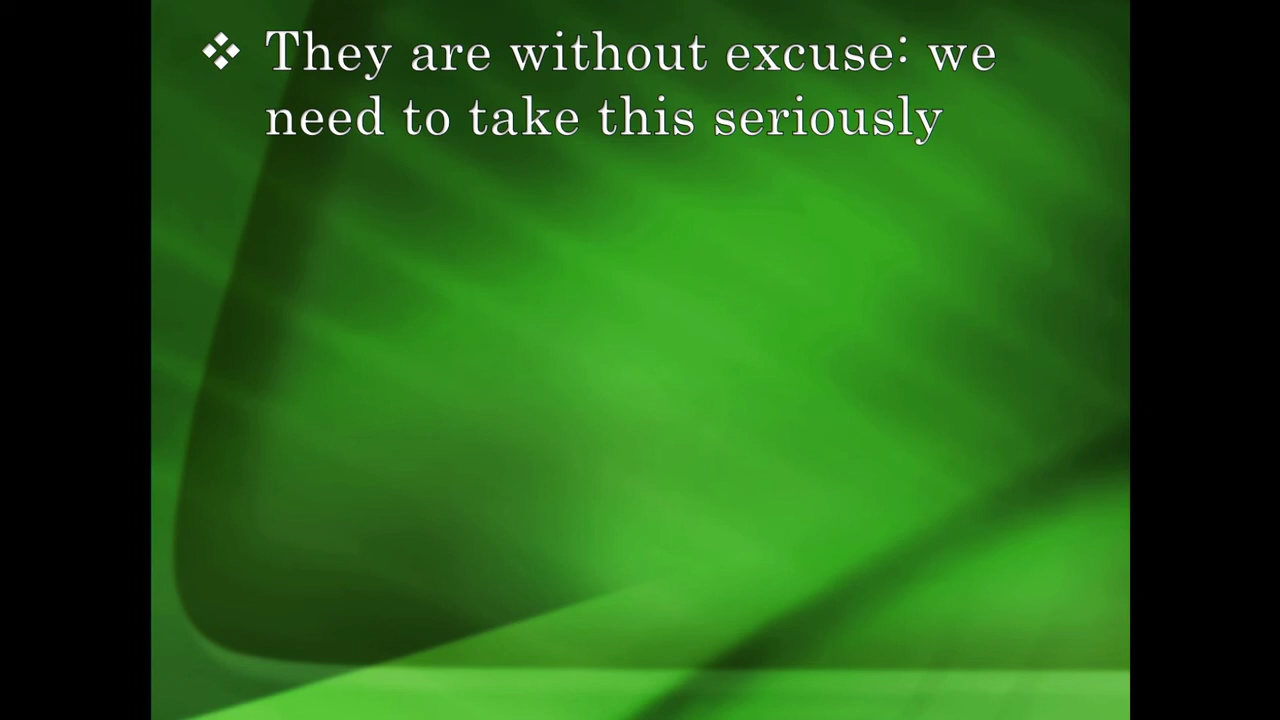 ❖ They are without excuse: we
need to take this seriously